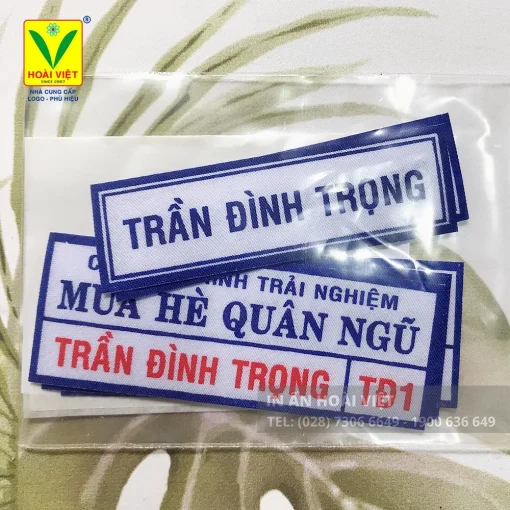 HOÀI VIỆT
SINCE 2007
NHÀ CUNG CẤP
LOGO - PHÙ HIỆU
TRẦN ĐÌNH TRỌNG
TRẢI NGHIỆM
MÙA HÈ QUÂN NGŨ
TRẦN ĐÌNH TRỌNG TĐ1
IN ẤN HOÀI VIỆT
TEL: (028) 7306 6649 - 1900 636 649